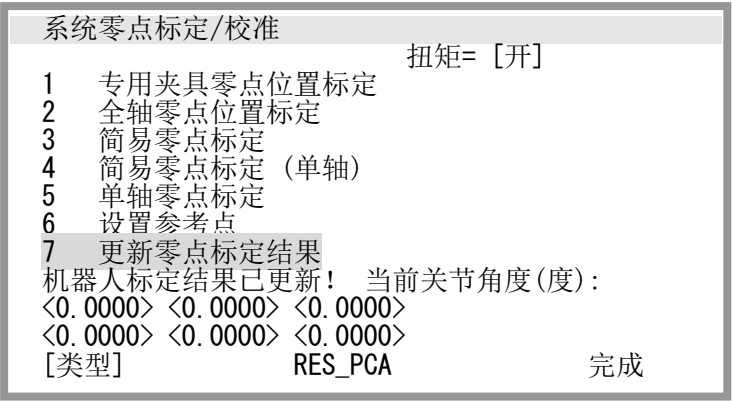 系统零点标定/校准
扭矩= [开]
1 专用夹具零点位置标定
2 全轴零点位置标定
3 简易零点标定
4 简易零点标定 (单轴)
5 单轴零点标定
6 设置参考点
7 更新零点标定结果
机器人标定结果已更新! 当前关节角度(度):
<0.0000> <0.0000> <0.0000>
<0.0000> <0.0000> <0.0000>
[类型] RES_PCA 完成